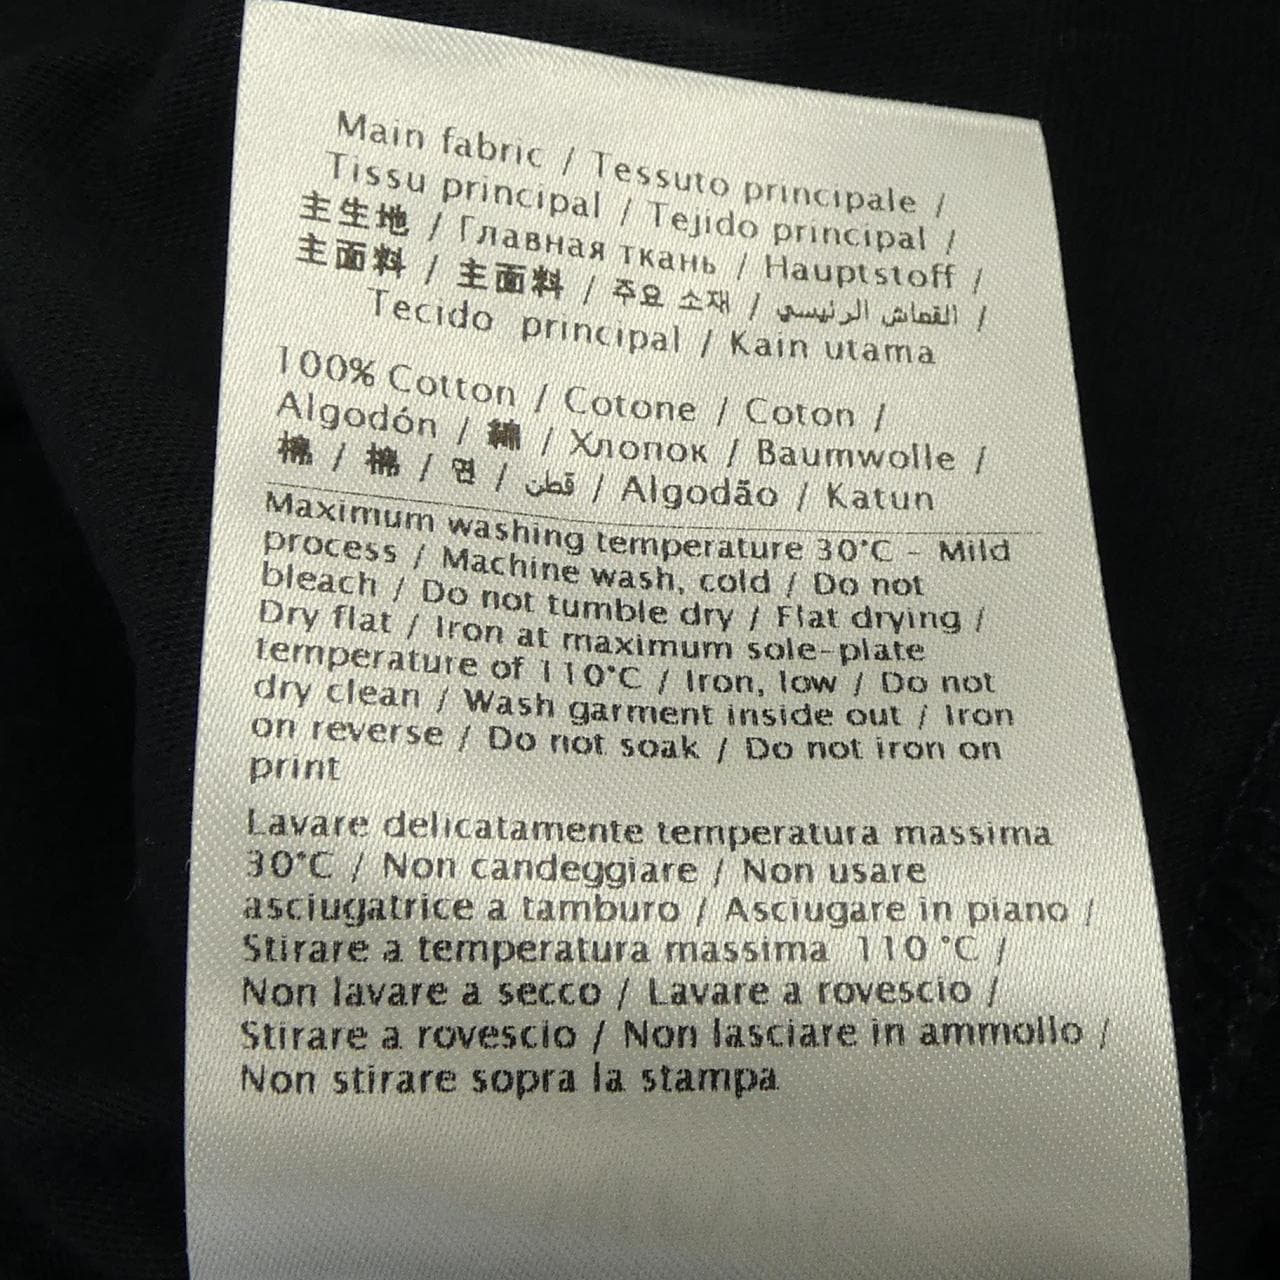 Main fabric / Tessuto principale /
Tissu principal / Tejido principal /
主生地 / Главная ткань / Hauptstoff /
主面料 / 主面料 / 주요 소재 / القماش الرئيسي /
Tecido principal / Kain utama
100% Cotton / Cotone / Coton /
Algodón / 綿 / Хлопок / Baumwolle /
棉 / 棉 / 면 / قطن / Algodão / Katun
Maximum washing temperature 30°C - Mild
process / Machine wash, cold / Do not
bleach / Do not tumble dry / Flat drying /
Dry flat / Iron at maximum sole-plate
temperature of 110°C / Iron, low / Do not
dry clean / Wash garment inside out / Iron
on reverse / Do not soak / Do not iron on
print
Lavare delicatamente temperatura massima
30°C / Non candeggiare / Non usare
asciugatrice a tamburo / Asciugare in piano /
Stirare a temperatura massima 110 °C /
Non lavare a secco / Lavare a rovescio /
Stirare a rovescio / Non lasciare in ammollo /
Non stirare sopra la stampa